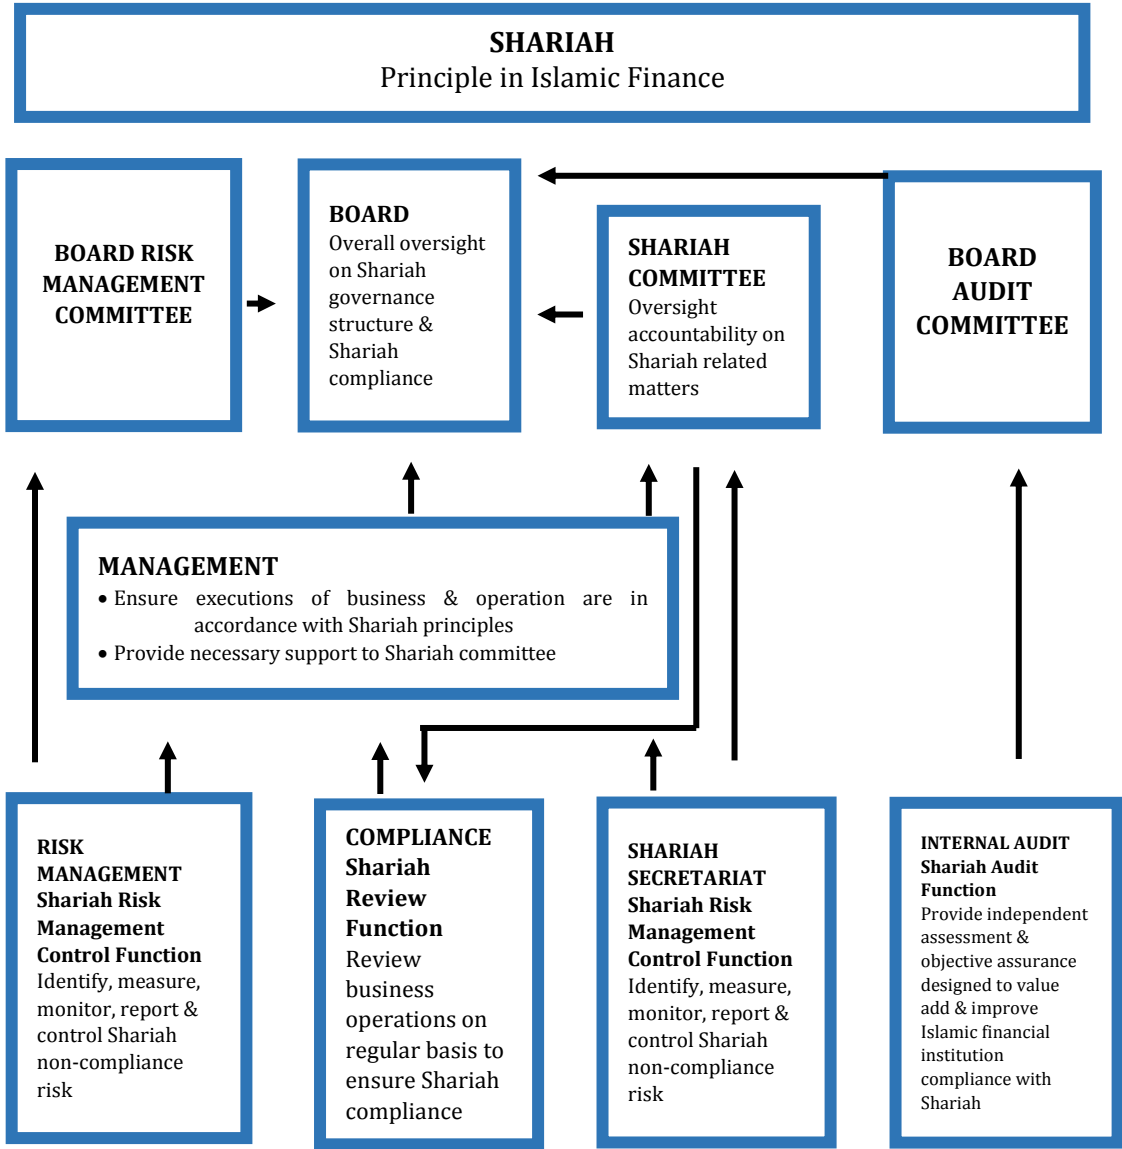 SHARIAH
Principle in Islamic Finance
BOARD RISK
MANAGEMENT
COMMITTEE
BOARD
Overall oversight
on Shariah
governance
structure &
Shariah
compliance
SHARIAH
COMMITTEE
Oversight
accountability on
Shariah related
matters
BOARD
AUDIT
COMMITTEE
MANAGEMENT
• Ensure executions of business & operation are in
accordance with Shariah principles
• Provide necessary support to Shariah committee
RISK
MANAGEMENT
Shariah Risk
Management
Control Function
Identify, measure,
monitor, report &
control Shariah
non-compliance
risk
COMPLIANCE
Shariah
Review
Function
Review
business
operations on
regular basis to
ensure Shariah
compliance
SHARIAH
SECRETARIAT
Shariah Risk
Management
Control Function
Identify, measure,
monitor, report &
control Shariah
non-compliance
risk
INTERNAL AUDIT
Shariah Audit
Function
Provide independent
assessment &
objective assurance
designed to value
add & improve
Islamic financial
institution
compliance with
Shariah